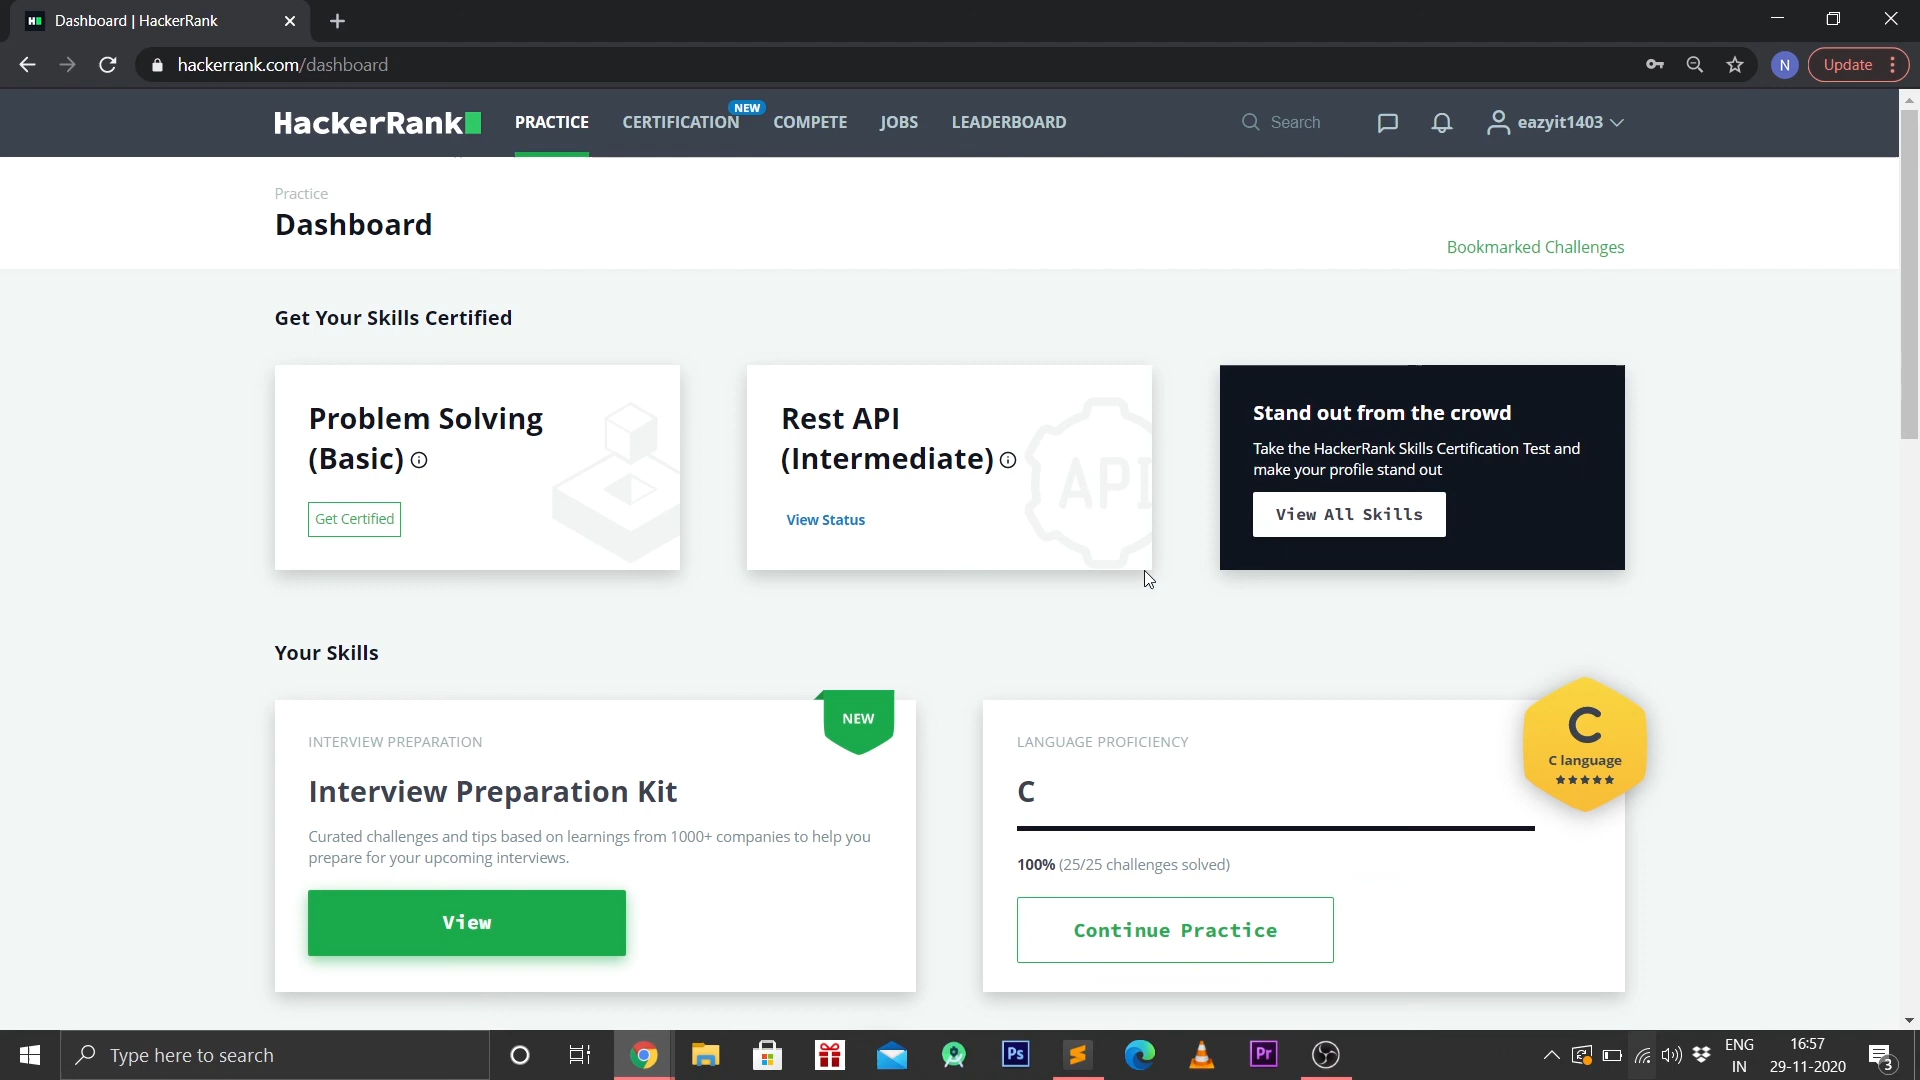 Dashboard | HackerRank
hackerrank.com/dashboard
N
Update
HackerRank
PRACTICE
CERTIFICATION
NEW
COMPETE
JOBS
LEADERBOARD
Search
eazyit1403
Practice
Dashboard
Bookmarked Challenges
Get Your Skills Certified
Problem Solving
(Basic)
Get Certified
Rest API
(Intermediate)
View Status
API
Stand out from the crowd
Take the HackerRank Skills Certification Test and
make your profile stand out
View All Skills
Your Skills
NEW
INTERVIEW PREPARATION
Interview Preparation Kit
Curated challenges and tips based on learnings from 1000+ companies to help you
prepare for your upcoming interviews.
View
LANGUAGE PROFICIENCY
C
100% (25/25 challenges solved)
Continue Practice
C
C language
Type here to search
Ps
Pr
ENG
IN
16:57
29-11-2020
3